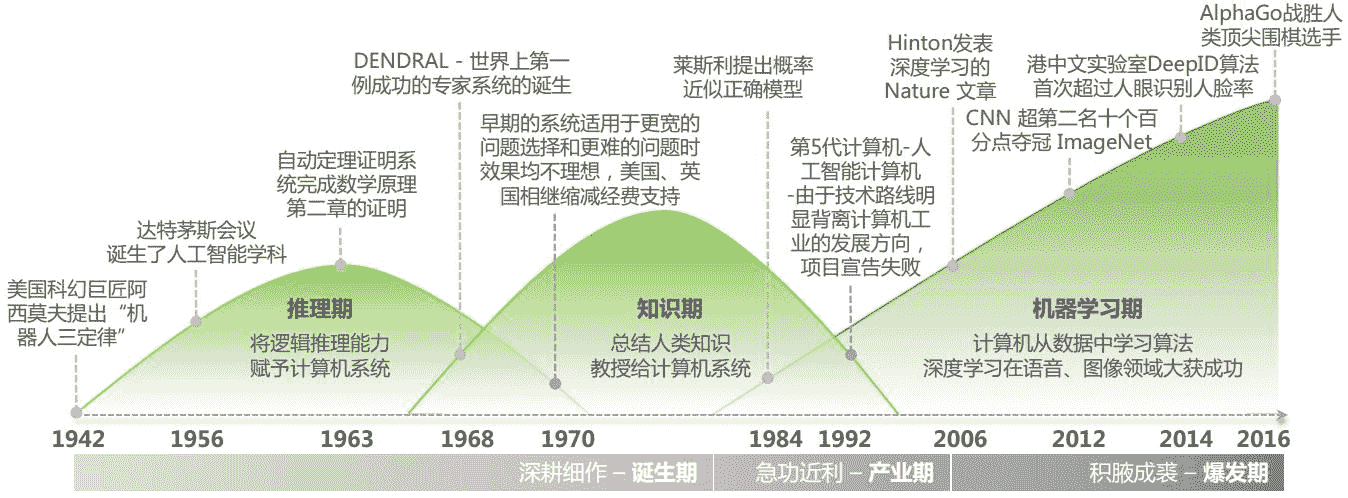 美国科幻巨匠阿
西莫夫提出“机
器人三定律”
达特茅斯会议
诞生了人工智能学科
自动定理证明系
统完成数学原理
第二章的证明
DENDRAL - 世界上第一
例成功的专家系统的诞生
早期的系统适用于更宽的
问题选择和更难的问题时
效果均不理想，美国、英
国相继缩减经费支持
莱斯利提出概率
近似正确模型
第5代计算机-人
工智能计算机
-由于技术路线明
显背离计算机工
业的发展方向，
项目宣告失败
Hinton发表
深度学习的
Nature 文章
CNN 超第二名十个百
分点夺冠 ImageNet
港中文实验室DeepID算法
首次超过人眼识别人脸率
AlphaGo战胜人
类顶尖围棋选手
推理期
将逻辑推理能力
赋予计算机系统
知识期
总结人类知识
教授给计算机系统
机器学习期
计算机从数据中学习算法
深度学习在语音、图像领域大获成功
1942 1956 1963 1968 1970 1984 1992 2006 2012 2014 2016
深耕细作 – 诞生期
急功近利 – 产业期
积腋成裘 – 爆发期